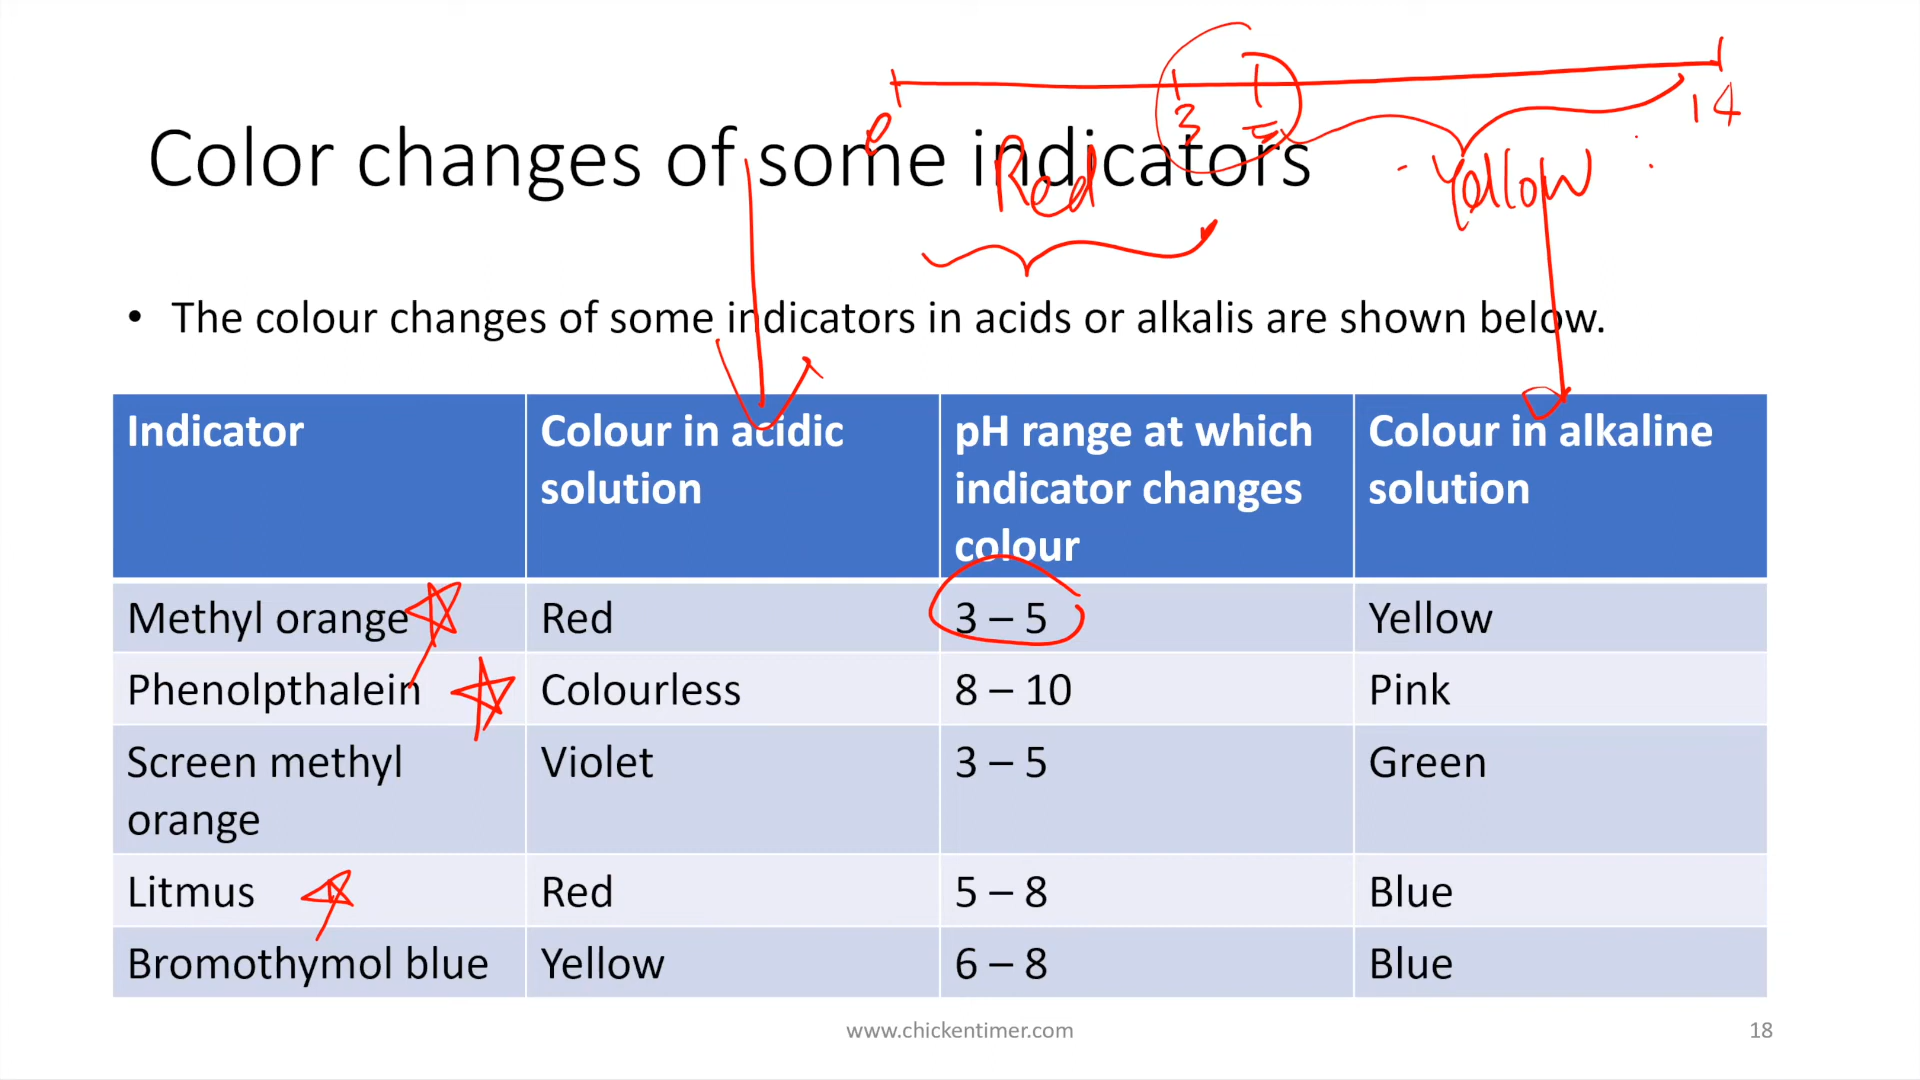 0 3 5 14
Color changes of some indicators
Red Yellow
• The colour changes of some indicators in acids or alkalis are shown below.
Indicator
Colour in acidic
solution
pH range at which
indicator changes
colour
Colour in alkaline
solution
Methyl orange Red 3 – 5 Yellow
Phenolpthalein Colourless 8 – 10 Pink
Screen methyl
orange
Violet 3 – 5 Green
Litmus Red 5 – 8 Blue
Bromothymol blue Yellow 6 – 8 Blue
www.chickentimer.com 18